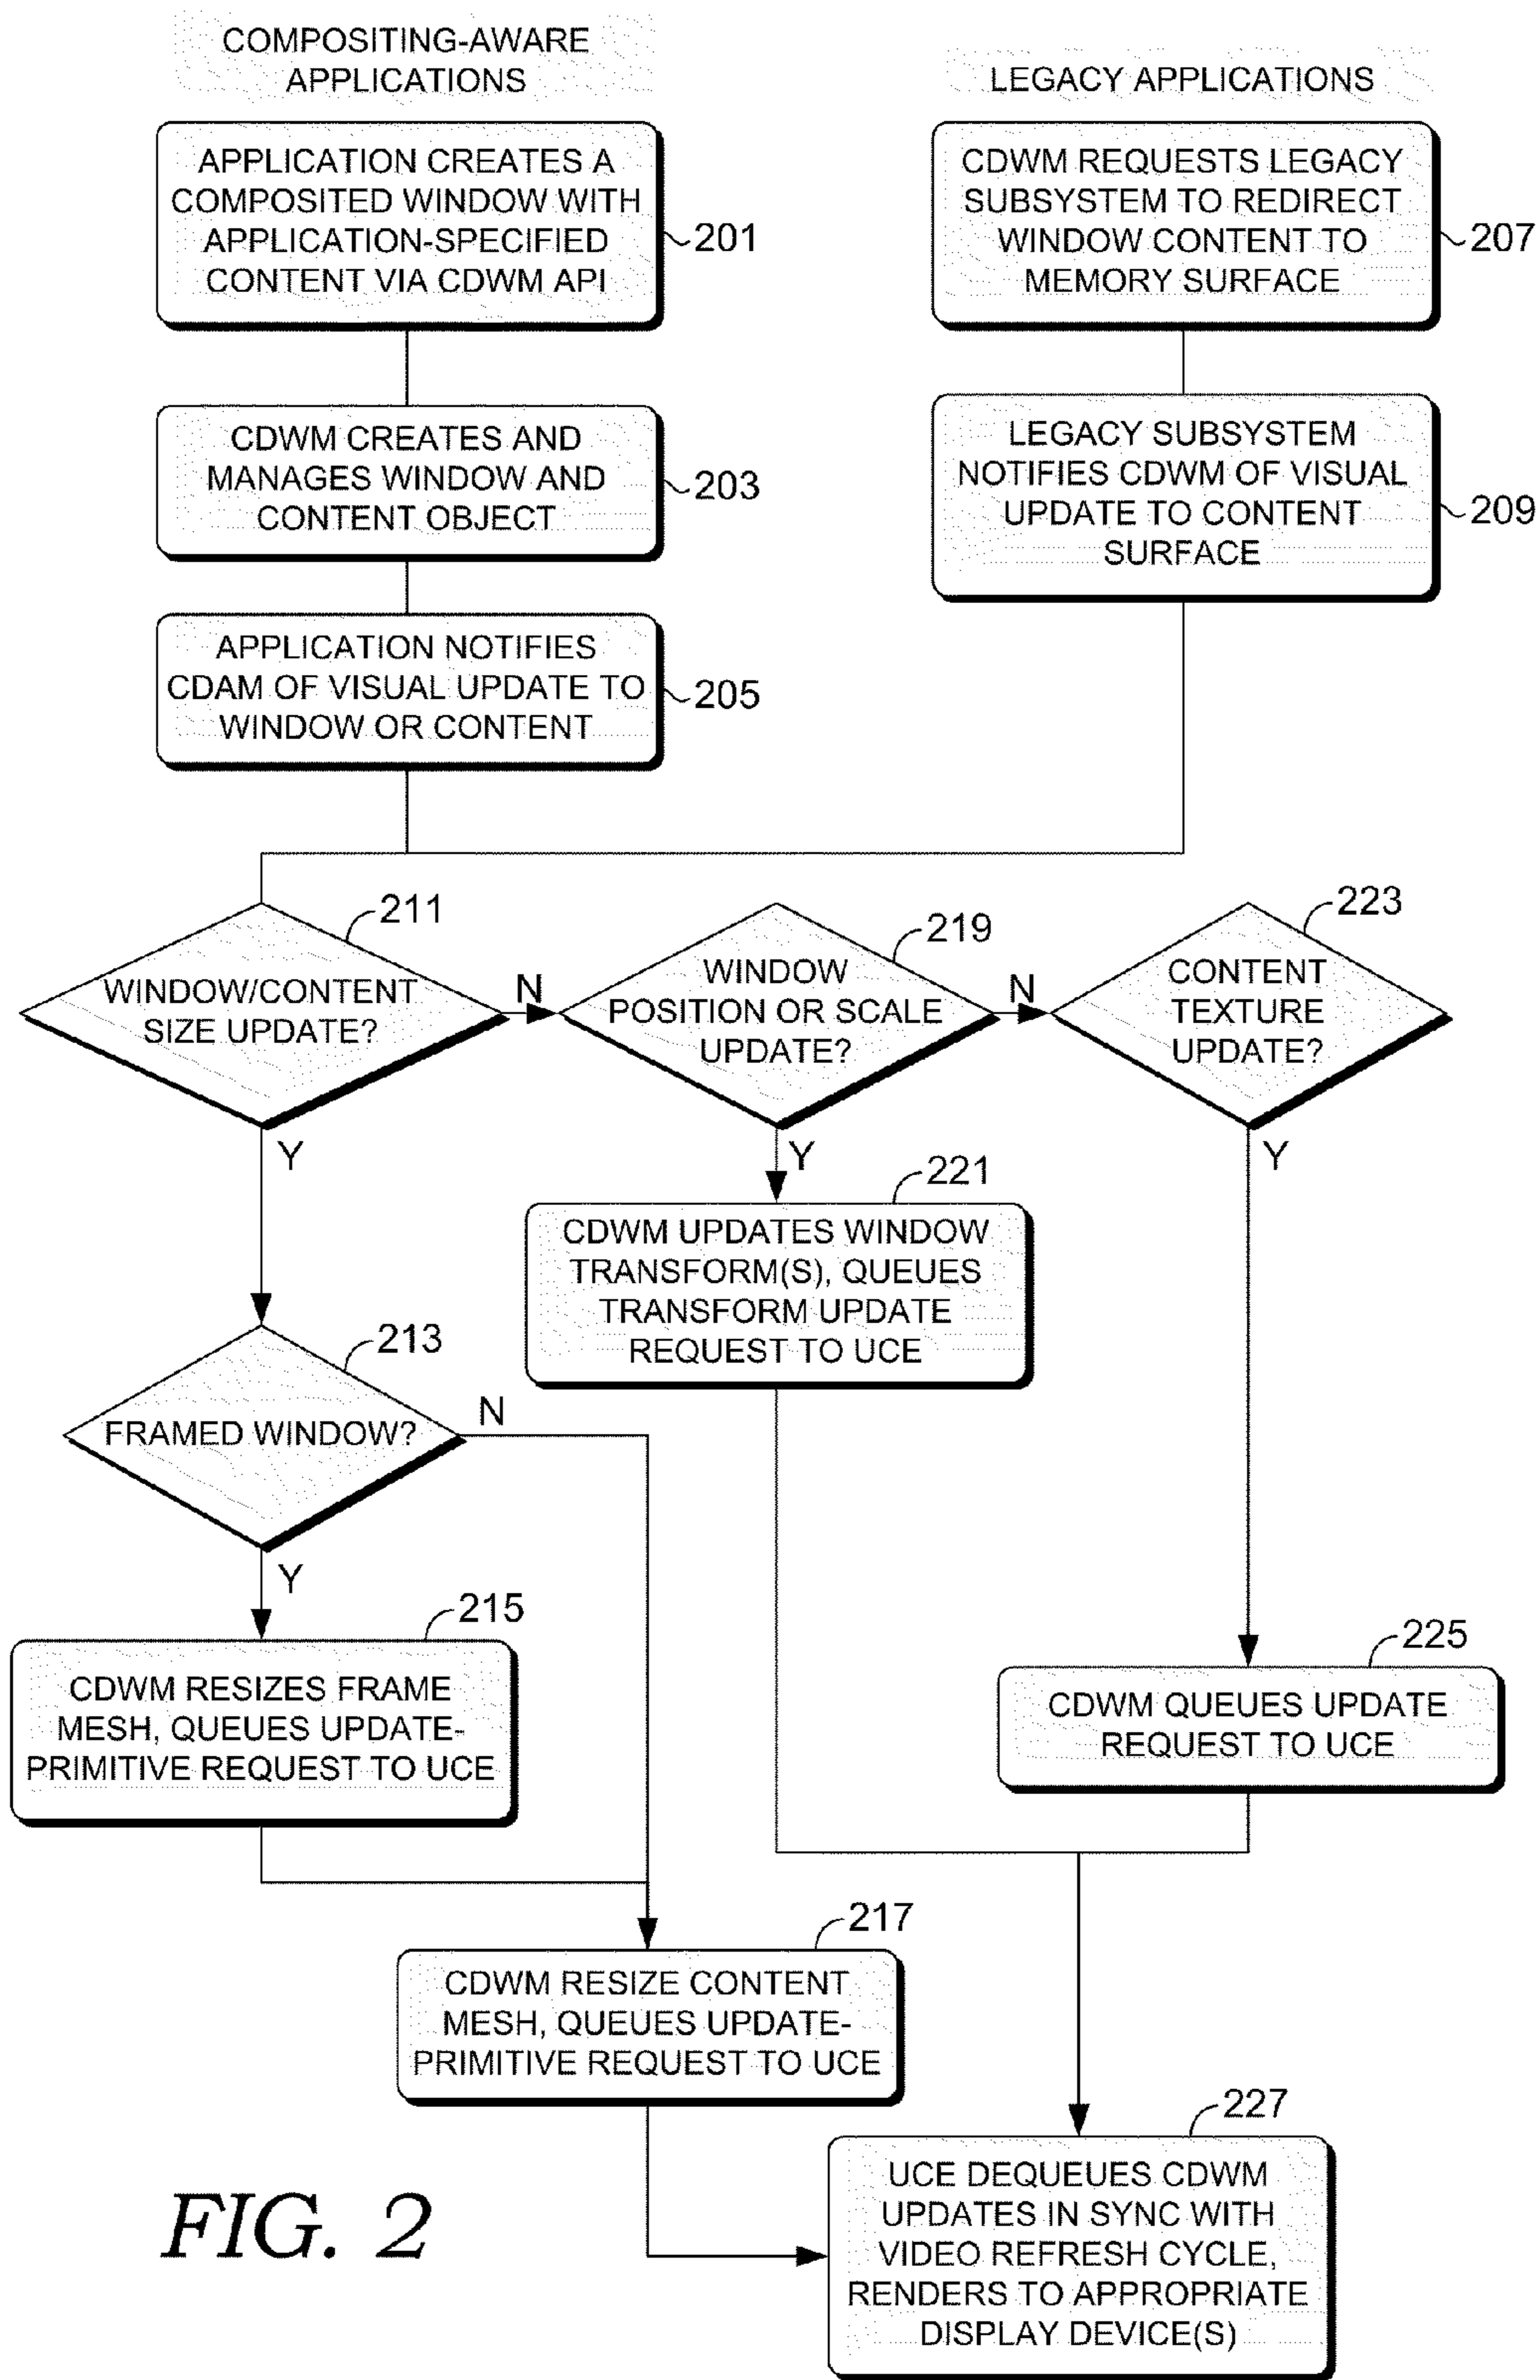 COMPOSITING-AWARE
APPLICATIONS
LEGACY APPLICATIONS
APPLICATION CREATES A
COMPOSITED WINDOW WITH
APPLICATION-SPECIFIED
CONTENT VIA CDWM API
201
CDWM REQUESTS LEGACY
SUBSYSTEM TO REDIRECT
WINDOW CONTENT TO
MEMORY SURFACE
207
CDWM CREATES AND
MANAGES WINDOW AND
CONTENT OBJECT
203
LEGACY SUBSYSTEM
NOTIFIES CDWM OF VISUAL
UPDATE TO CONTENT
SURFACE
209
APPLICATION NOTIFIES
CDAM OF VISUAL UPDATE TO
WINDOW OR CONTENT
205
211
WINDOW/CONTENT
SIZE UPDATE?
N
Y
219
WINDOW
POSITION OR SCALE
UPDATE?
N
Y
223
CONTENT
TEXTURE
UPDATE?
Y
221
CDWM UPDATES WINDOW
TRANSFORM(S), QUEUES
TRANSFORM UPDATE
REQUEST TO UCE
213
FRAMED WINDOW?
N
Y
215
CDWM RESIZES FRAME
MESH, QUEUES UPDATE-
PRIMITIVE REQUEST TO UCE
225
CDWM QUEUES UPDATE
REQUEST TO UCE
217
CDWM RESIZE CONTENT
MESH, QUEUES UPDATE-
PRIMITIVE REQUEST TO UCE
227
UCE DEQUEUES CDWM
UPDATES IN SYNC WITH
VIDEO REFRESH CYCLE,
RENDERS TO APPROPRIATE
DISPLAY DEVICE(S)
FIG. 2